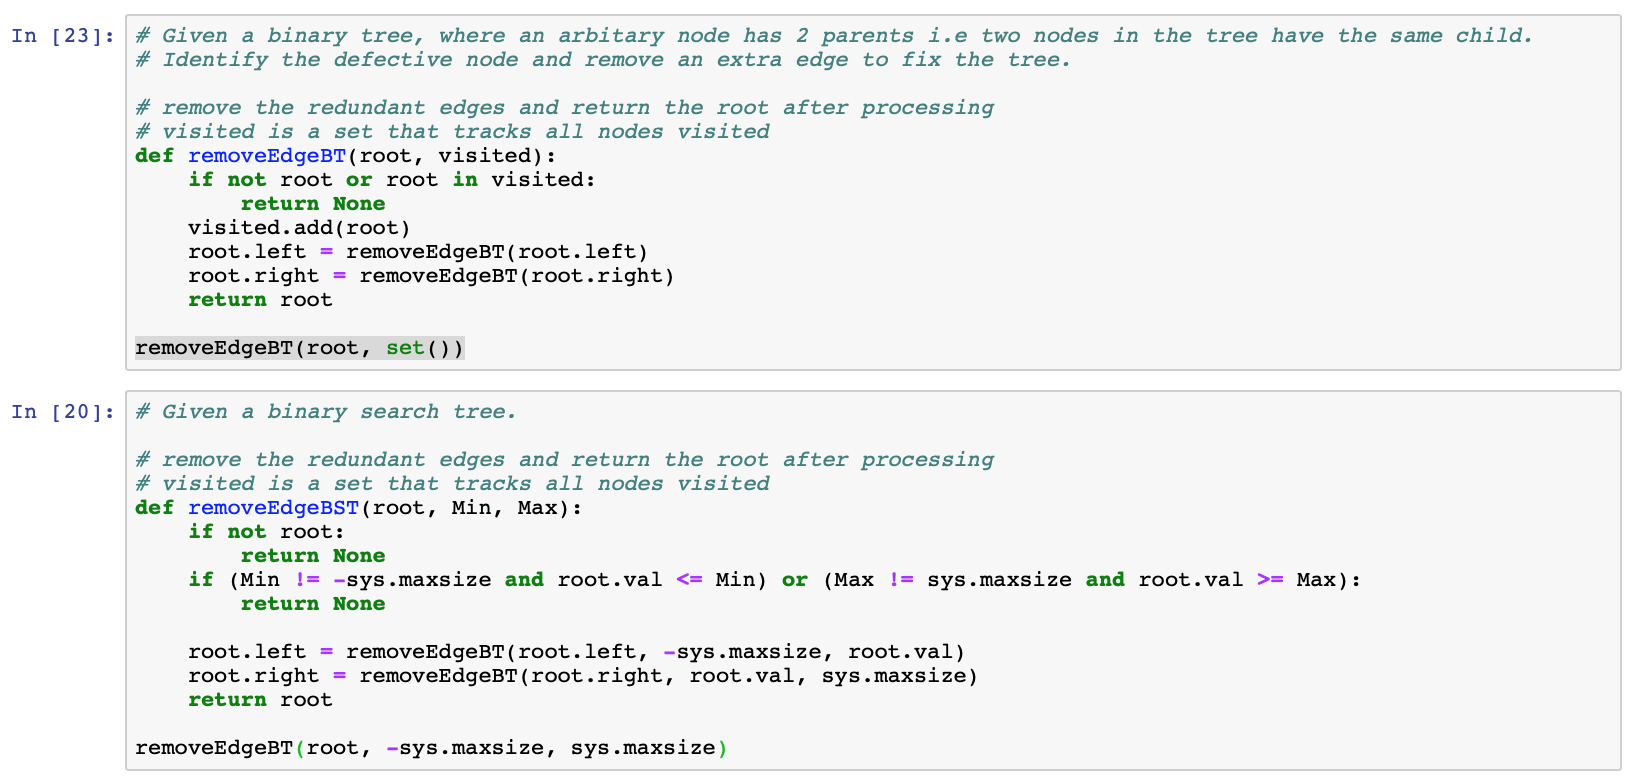 In [23]:
# Given a binary tree, where an arbitary node has 2 parents i.e two nodes in the tree have the same child.
# Identify the defective node and remove an extra edge to fix the tree.

# remove the redundant edges and return the root after processing
# visited is a set that tracks all nodes visited
def removeEdgeBT(root, visited):
    if not root or root in visited:
        return None
    visited.add(root)
    root.left = removeEdgeBT(root.left)
    root.right = removeEdgeBT(root.right)
    return root

removeEdgeBT(root, set())
In [20]:
# Given a binary search tree.

# remove the redundant edges and return the root after processing
# visited is a set that tracks all nodes visited
def removeEdgeBST(root, Min, Max):
    if not root:
        return None
    if (Min != -sys.maxsize and root.val <= Min) or (Max != sys.maxsize and root.val >= Max):
        return None

    root.left = removeEdgeBT(root.left, -sys.maxsize, root.val)
    root.right = removeEdgeBT(root.right, root.val, sys.maxsize)
    return root

removeEdgeBT(root, -sys.maxsize, sys.maxsize)